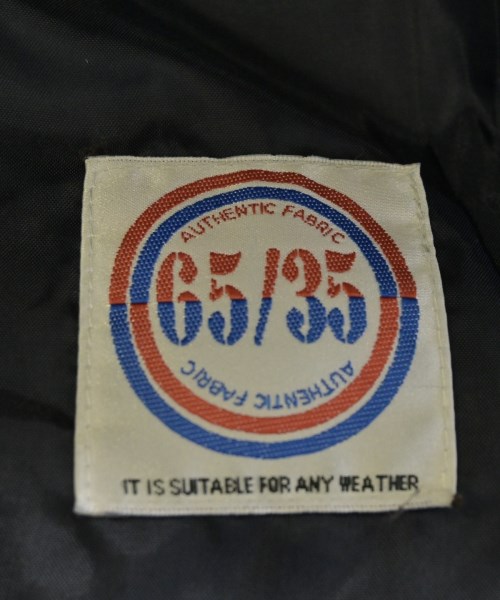 AUTHENTIC FABRIC
65/35
AUTHENTIC FABRIC
IT IS SUITABLE FOR ANY WEATHER